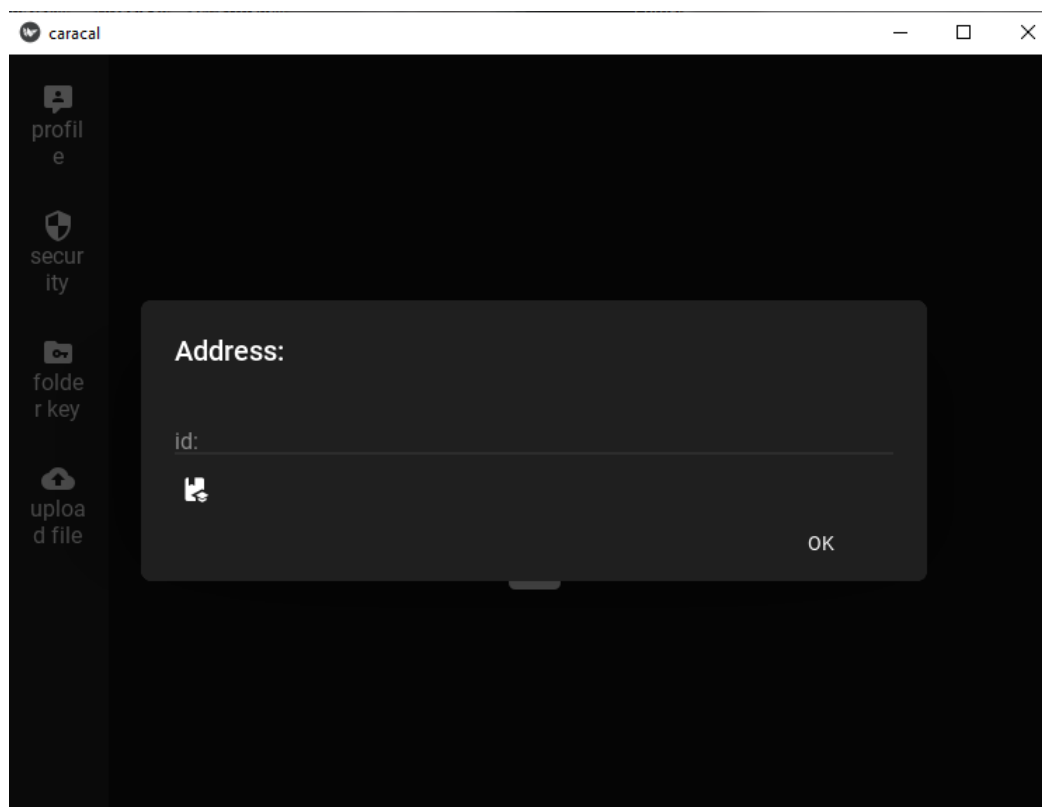 caracal
profil
e
secur
ity
folde
r key
uploa
d file
Address:
id:
OK